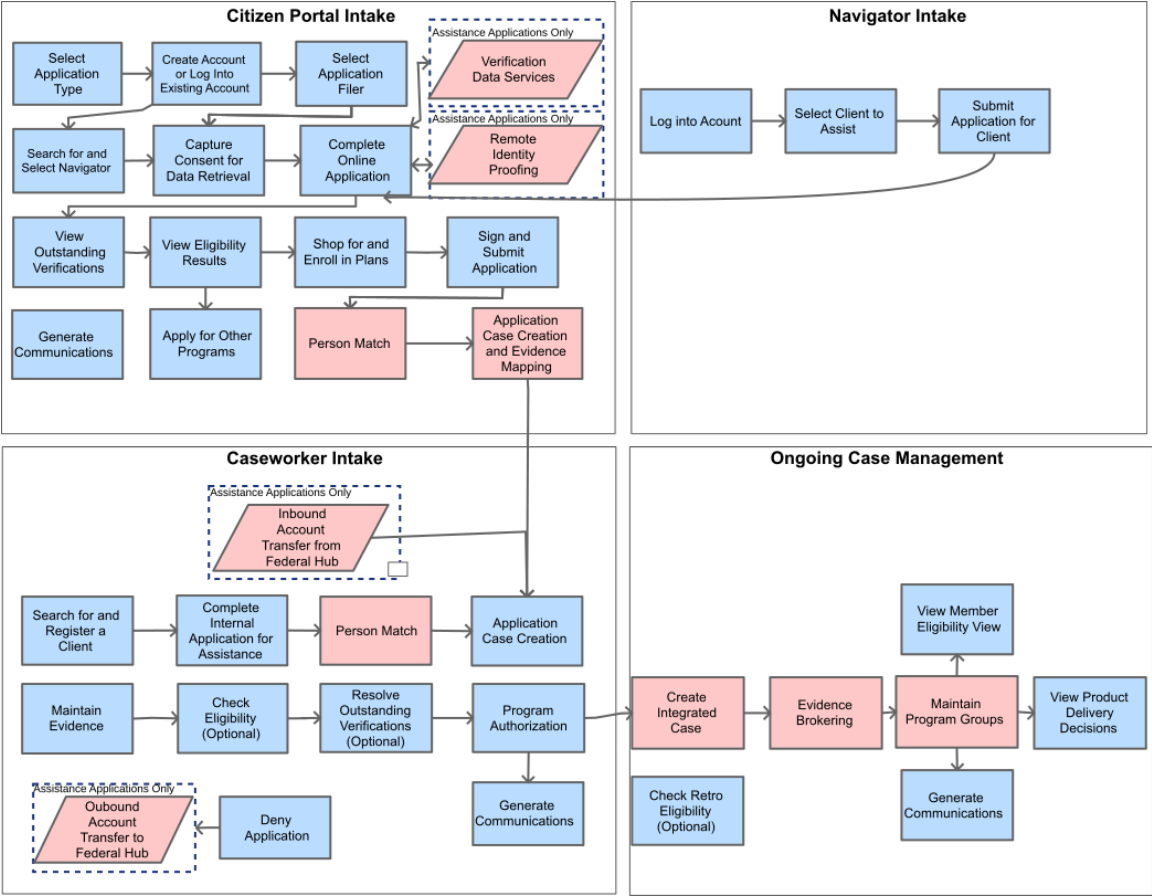 Citizen Portal Intake
Select
Application
Type
Create Account
or Log Into
Existing Account
Select
Application
Filer
Assistance Applications Only
Verification
Data Services
Search for and
Select Navigator
Capture
Consent for
Data Retrieval
Complete
Online
Application
Assistance Applications Only
Remote
Identity
Proofing
View
Outstanding
Verifications
View Eligibility
Results
Shop for and
Enroll in Plans
Sign and
Submit
Application
Generate
Communications
Apply for Other
Programs
Person Match
Application
Case Creation
and Evidence
Mapping
Navigator Intake
Log into Acount
Select Client to
Assist
Submit
Application for
Client
Caseworker Intake
Assistance Applications Only
Inbound
Account
Transfer from
Federal Hub
Search for and
Register a
Client
Complete
Internal
Application for
Assistance
Person Match
Application
Case Creation
Maintain
Evidence
Check
Eligibility
(Optional)
Resolve
Outstanding
Verifications
(Optional)
Program
Authorization
Assistance Applications Only
Oubound
Account
Transfer to
Federal Hub
Deny
Application
Generate
Communications
Ongoing Case Management
View Member
Eligibility View
Create
Integrated
Case
Evidence
Brokering
Maintain
Program Groups
View Product
Delivery
Decisions
Check Retro
Eligibility
(Optional)
Generate
Communications